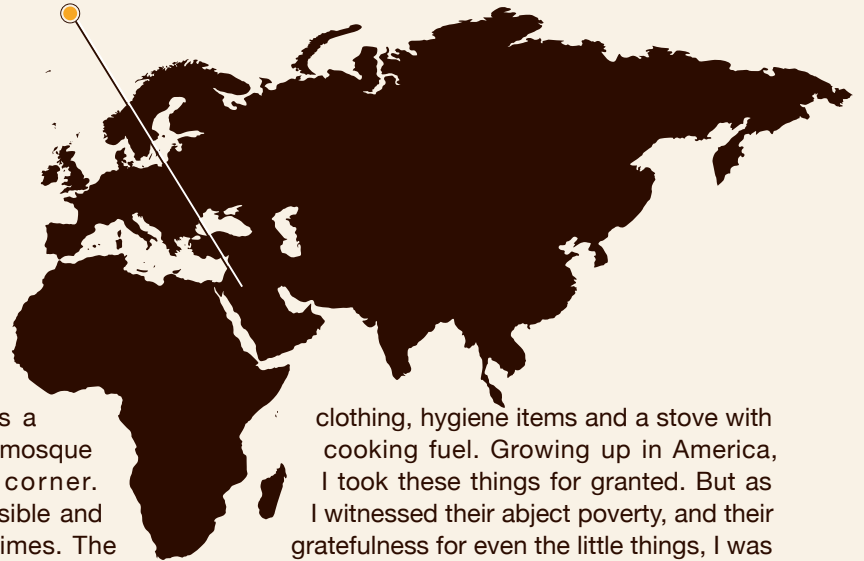 s a
mosque
corner.
sible and
imes. The
clothing, hygiene items and a stove with
cooking fuel. Growing up in America,
I took these things for granted. But as
I witnessed their abject poverty, and their
gratefulness for even the little things, I was